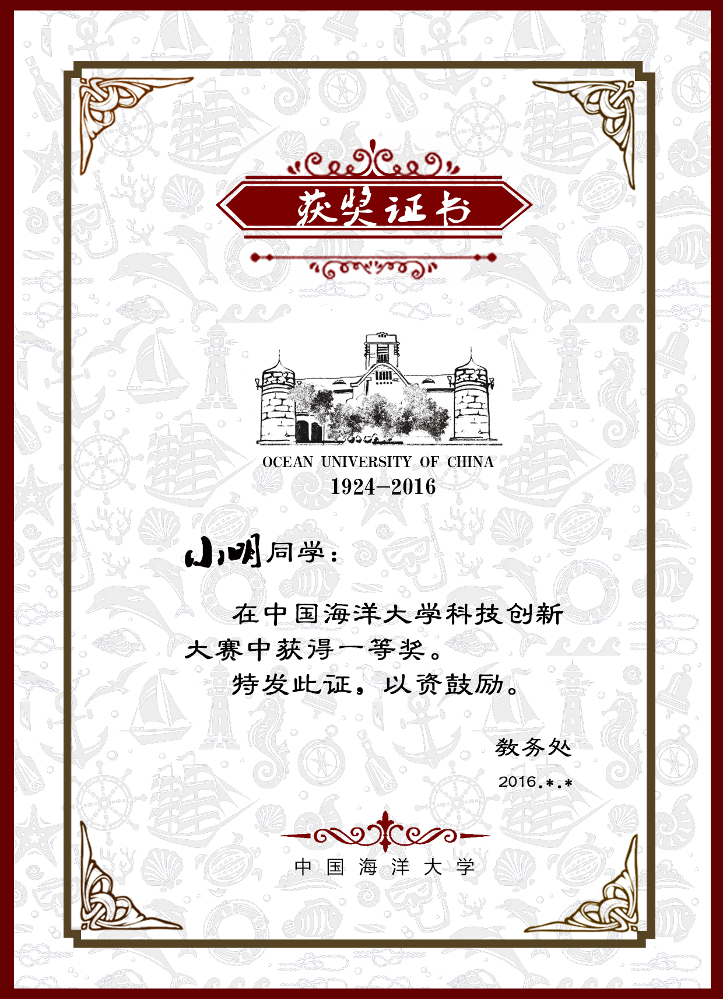 获奖证书
OCEAN UNIVERSITY OF CHINA
1924-2016
小明同学：
在中国海洋大学科技创新
大赛中获得一等奖。
特发此证，以资鼓励。
教务处
2016.*.*
中国海洋大学